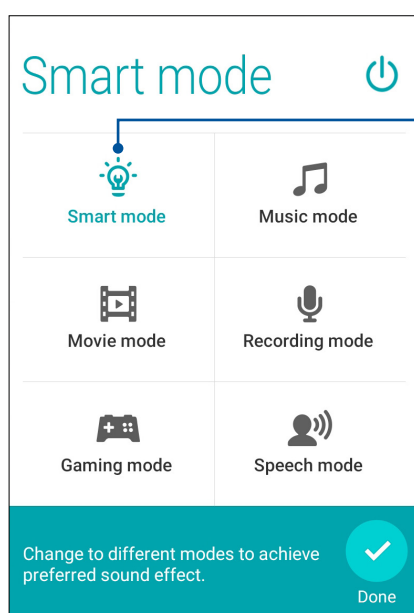 Smart mode
Smart mode
Music mode
Movie mode
Recording mode
Gaming mode
Speech mode
Change to different modes to achieve
preferred sound effect.
Done